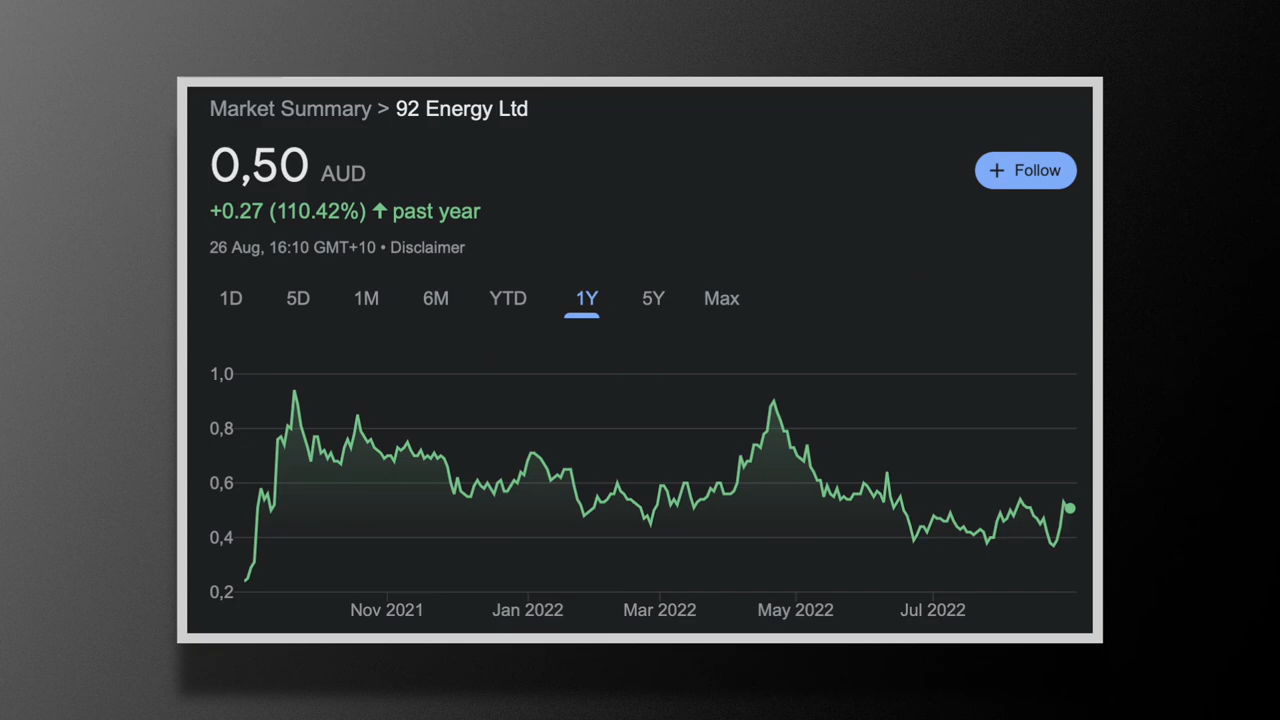 Market Summary > 92 Energy Ltd
0,50 AUD
+ Follow
+0.27 (110.42%) ↑ past year
26 Aug, 16:10 GMT+10 • Disclaimer
1D 5D 1M 6M YTD 1Y 5Y Max
1,0
0,8
0,6
0,4
0,2
Nov 2021 Jan 2022 Mar 2022 May 2022 Jul 2022